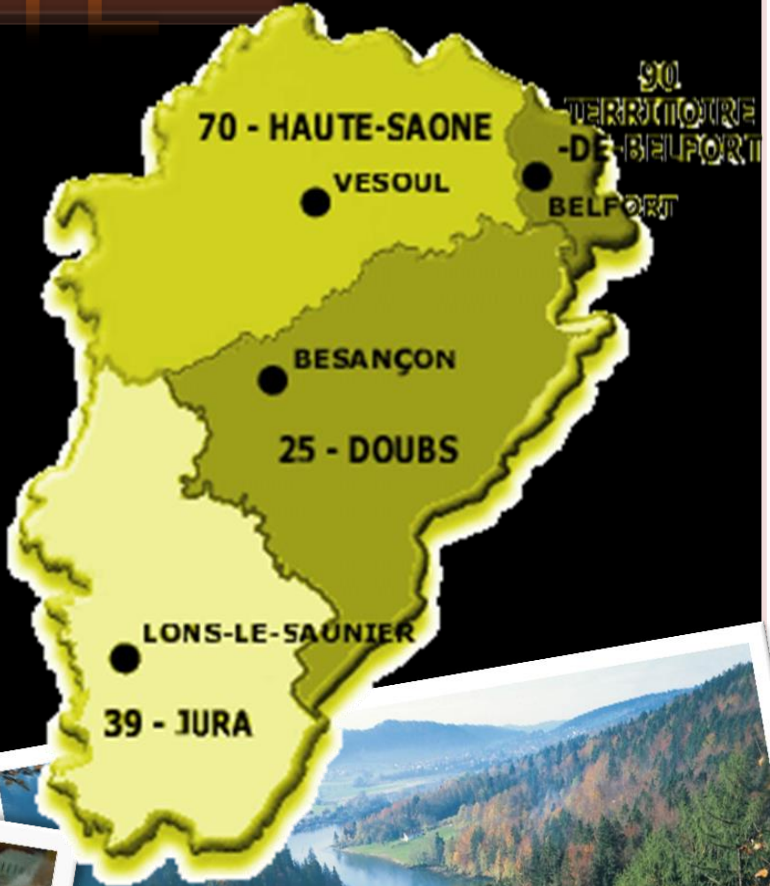 90
TERRITOIRE
-DE-BELFORT
70 - HAUTE-SAONE
VESOUL
BELFORT
BESANÇON
25 - DOUBS
LONS-LE-SAUNIER
39 - JURA